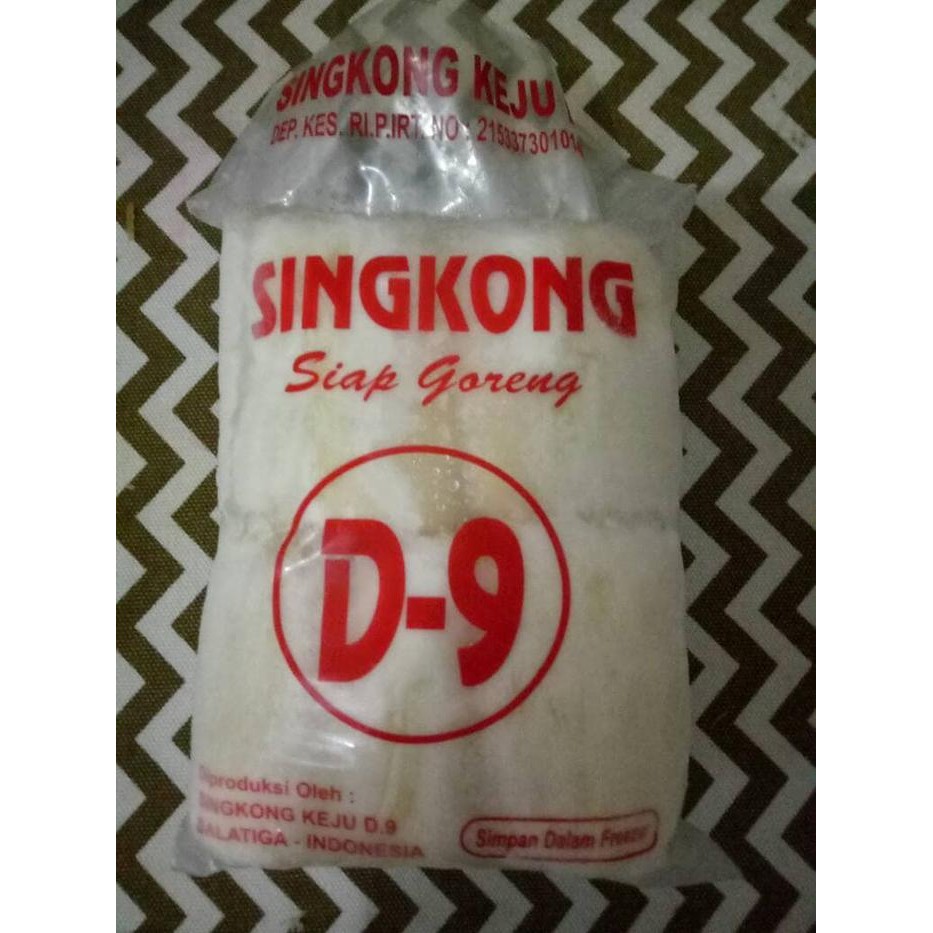 SINGKONG KEJU
DEP. KES. RI.P.IRT. NO : 2153373010
SINGKONG
Siap Goreng
D-9
Diproduksi Oleh :
SINGKONG KEJU D.9
SALATIGA - INDONESIA
Simpan Dalam Freezer